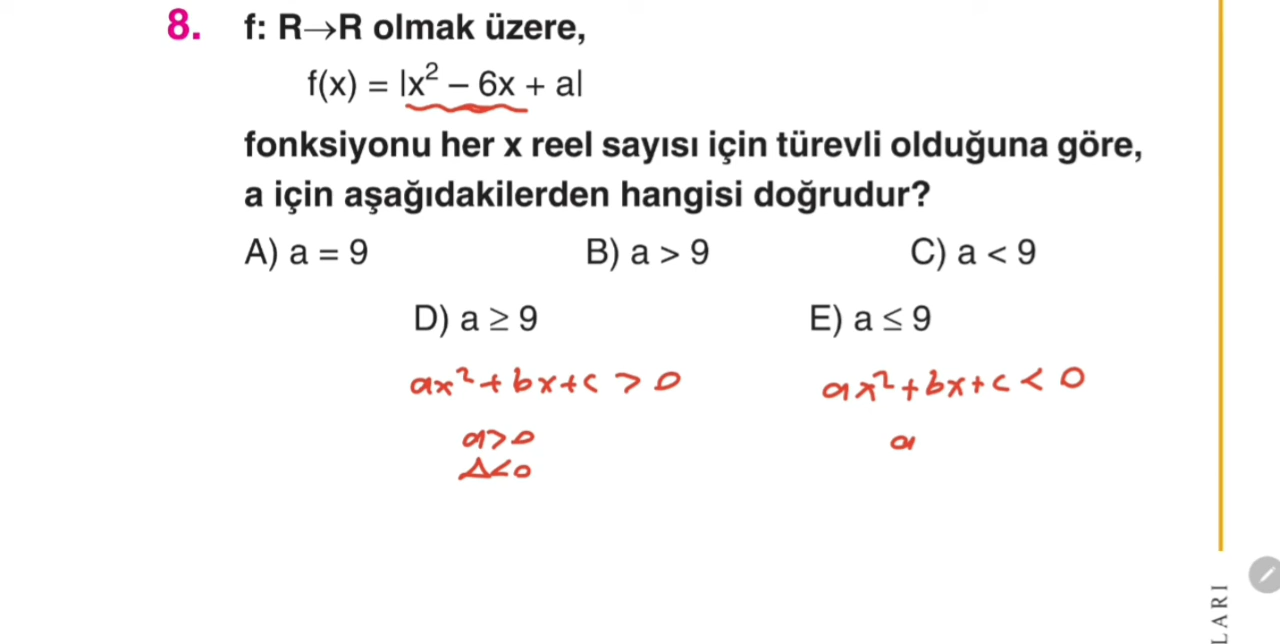 8. f: R→R olmak üzere,
f(x) = |x² – 6x + a|
fonksiyonu her x reel sayısı için türevli olduğuna göre,
a için aşağıdakilerden hangisi doğrudur?
A) a = 9 B) a > 9 C) a < 9
D) a ≥ 9 E) a ≤ 9
ax²+bx+c > 0 ax²+bx+c < 0
a>0 a
Δ<0
LARI